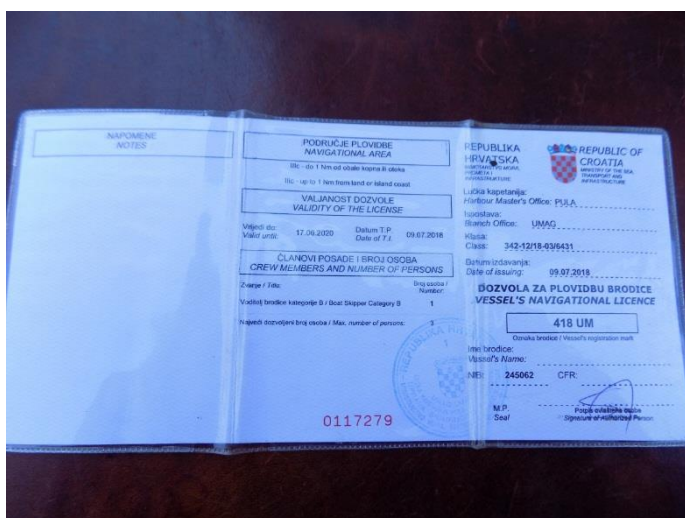 NAPOMENE
NOTES
PODRUČJE PLOVIDBE
NAVIGATIONAL AREA
IIIc - do 1 Nm od obale kopna ili otoka
IIIc - up to 1 Nm from land or island coast
VALJANOST DOZVOLE
VALIDITY OF THE LICENSE
Vrijedi do:
Valid until: 17.06.2020
Datum T.P.
Date of T.I. 09.07.2018
ČLANOVI POSADE I BROJ OSOBA
CREW MEMBERS AND NUMBER OF PERSONS
Zvanje / Title:
Broj osoba /
Number:
Voditelj brodice kategorije B / Boat Skipper Category B 1
Najveći dozvoljeni broj osoba / Max. number of persons: 3
0117279
REPUBLIKA
HRVATSKA
MINISTARSTVO MORA,
PROMETA I
INFRASTRUKTURE
REPUBLIC OF
CROATIA
MINISTRY OF THE SEA,
TRANSPORT AND
INFRASTRUCTURE
Lučka kapetanija:
Harbour Master's Office: PULA
Ispostava:
Branch Office: UMAG
Klasa:
Class: 342-12/18-03/6431
Datum izdavanja:
Date of issuing: 09.07.2018
DOZVOLA ZA PLOVIDBU BRODICE
VESSEL'S NAVIGATIONAL LICENCE
418 UM
Oznaka brodice / Vessel's registration mark
Ime brodice:
Vessel's Name:
NIB: 245062 CFR:
M.P.
Seal
Potpis ovlaštene osobe
Signature of Authorized Person